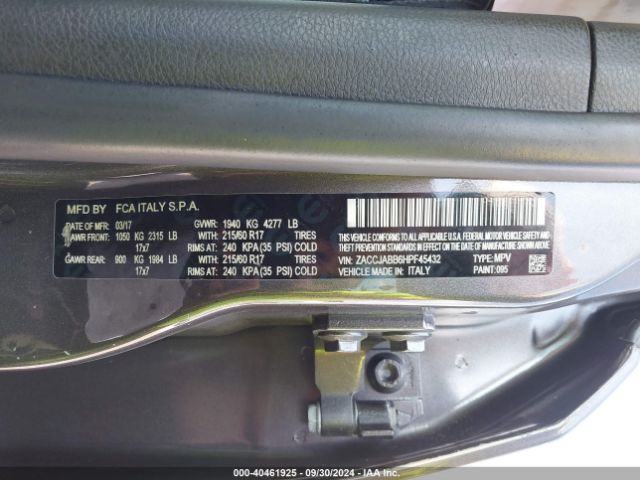 MFD BY FCA ITALY S.P.A.
DATE OF MFR 03/17 GVWR: 1940 KG 4277 LB
GAWR FRONT: 1050 KG 2315 LB WITH: 215/60 R17 TIRES
17x7 RIMS AT: 240 KPA(35 PSI) COLD
GAWR REAR: 900 KG 1984 LB WITH: 215/60 R17 TIRES
17x7 RIMS AT: 240 KPA(35 PSI) COLD
THIS VEHICLE CONFORMS TO ALL APPLICABLE
FEDERAL MOTOR VEHICLE SAFETY, BUMPER, AND
THEFT PREVENTION STANDARDS IN EFFECT ON THE DATE OF
MANUFACTURE SHOWN ABOVE.
VIN: ZACCJABB6HPF45432 TYPE: MPV
VEHICLE MADE IN: ITALY PAINT: 095
000-40461925 - 09/30/2024 - IAAI.COM